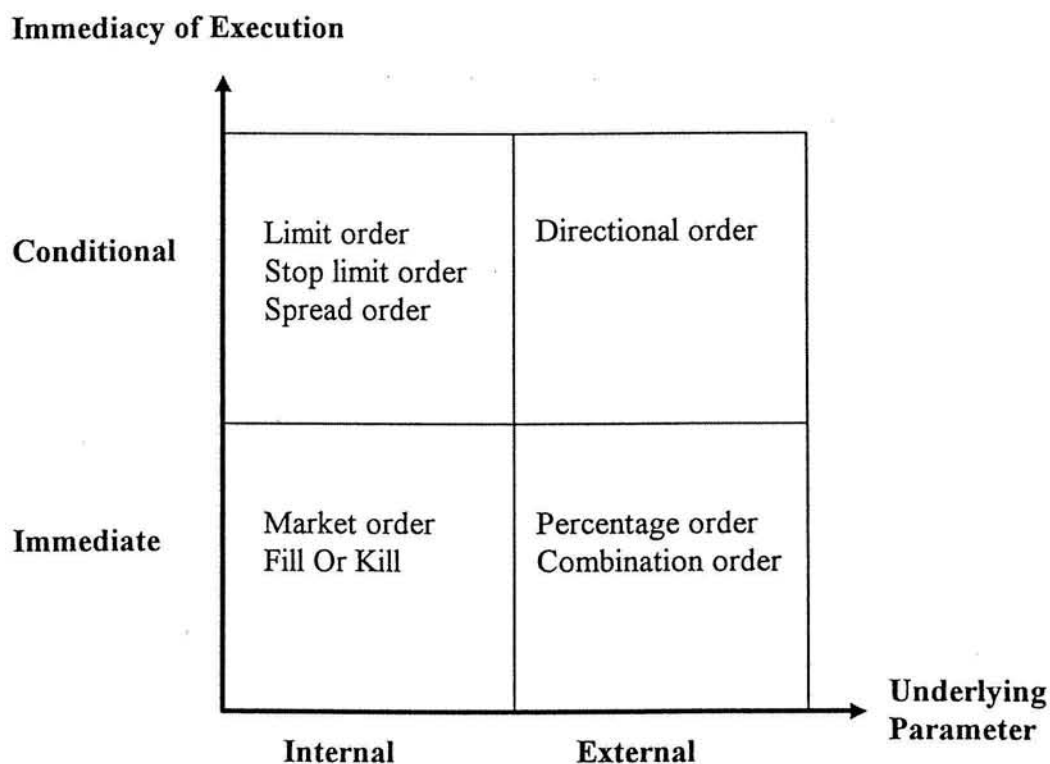 Immediacy of Execution
Conditional
Limit order
Stop limit order
Spread order
Directional order
Immediate
Market order
Fill Or Kill
Percentage order
Combination order
Underlying
Parameter
Internal
External